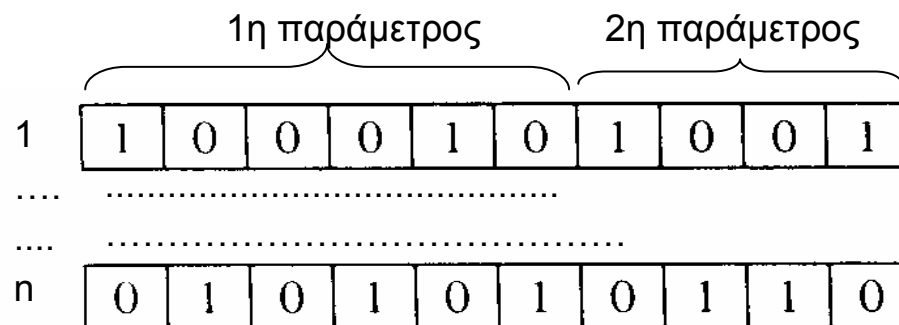 1η παράμετρος 2η παράμετρος
1 1 0 0 0 1 0 1 0 0 1
.... ............................................
.... ..........................................
n 0 1 0 1 0 1 0 1 1 0